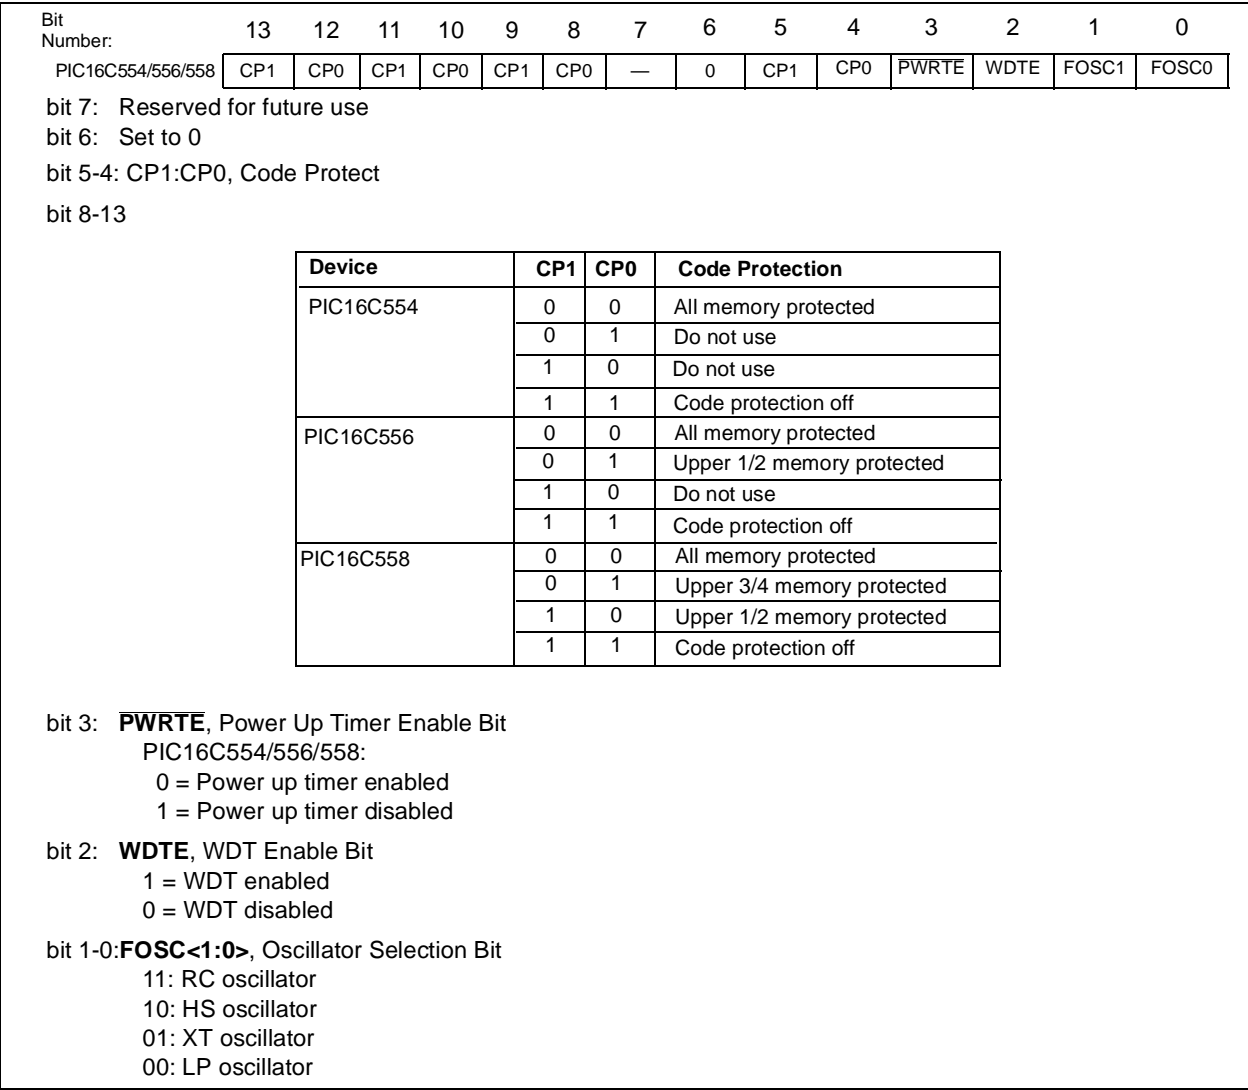 Bit Number: 13 12 11 10 9 8 7 6 5 4 3 2 1 0
PIC16C554/556/558 CP1 CP0 CP1 CP0 CP1 CP0 — 0 CP1 CP0 PWRTE WDTE FOSC1 FOSC0
bit 7: Reserved for future use
bit 6: Set to 0
bit 5-4: CP1:CP0, Code Protect
bit 8-13
Device CP1 CP0 Code Protection
PIC16C554 0 0 All memory protected
0 1 Do not use
1 0 Do not use
1 1 Code protection off
PIC16C556 0 0 All memory protected
0 1 Upper 1/2 memory protected
1 0 Do not use
1 1 Code protection off
PIC16C558 0 0 All memory protected
0 1 Upper 3/4 memory protected
1 0 Upper 1/2 memory protected
1 1 Code protection off
bit 3: PWRTE, Power Up Timer Enable Bit
PIC16C554/556/558:
0 = Power up timer enabled
1 = Power up timer disabled
bit 2: WDTE, WDT Enable Bit
1 = WDT enabled
0 = WDT disabled
bit 1-0:FOSC<1:0>, Oscillator Selection Bit
11: RC oscillator
10: HS oscillator
01: XT oscillator
00: LP oscillator